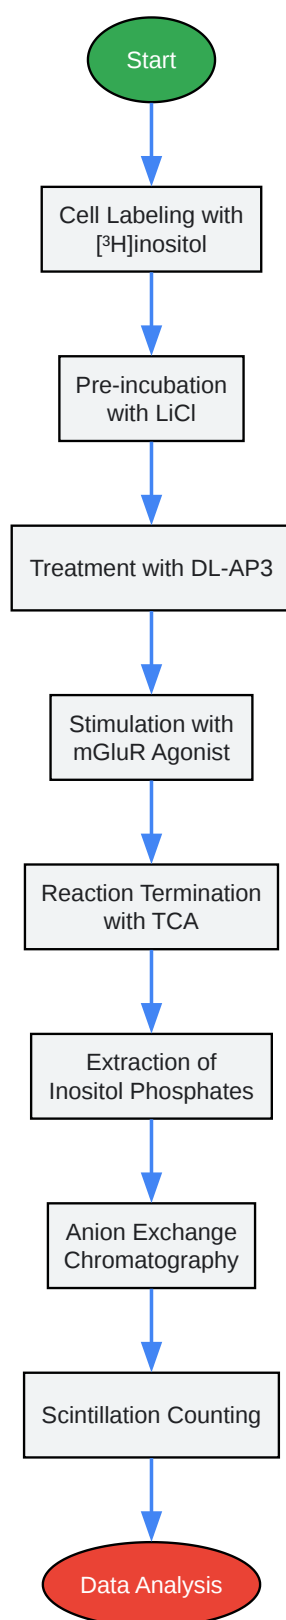 Start
Cell Labeling with
[³H]inositol
Pre-incubation
with LiCl
Treatment with DL-AP3
Stimulation with
mGluR Agonist
Reaction Termination
with TCA
Extraction of
Inositol Phosphates
Anion Exchange
Chromatography
Scintillation Counting
Data Analysis